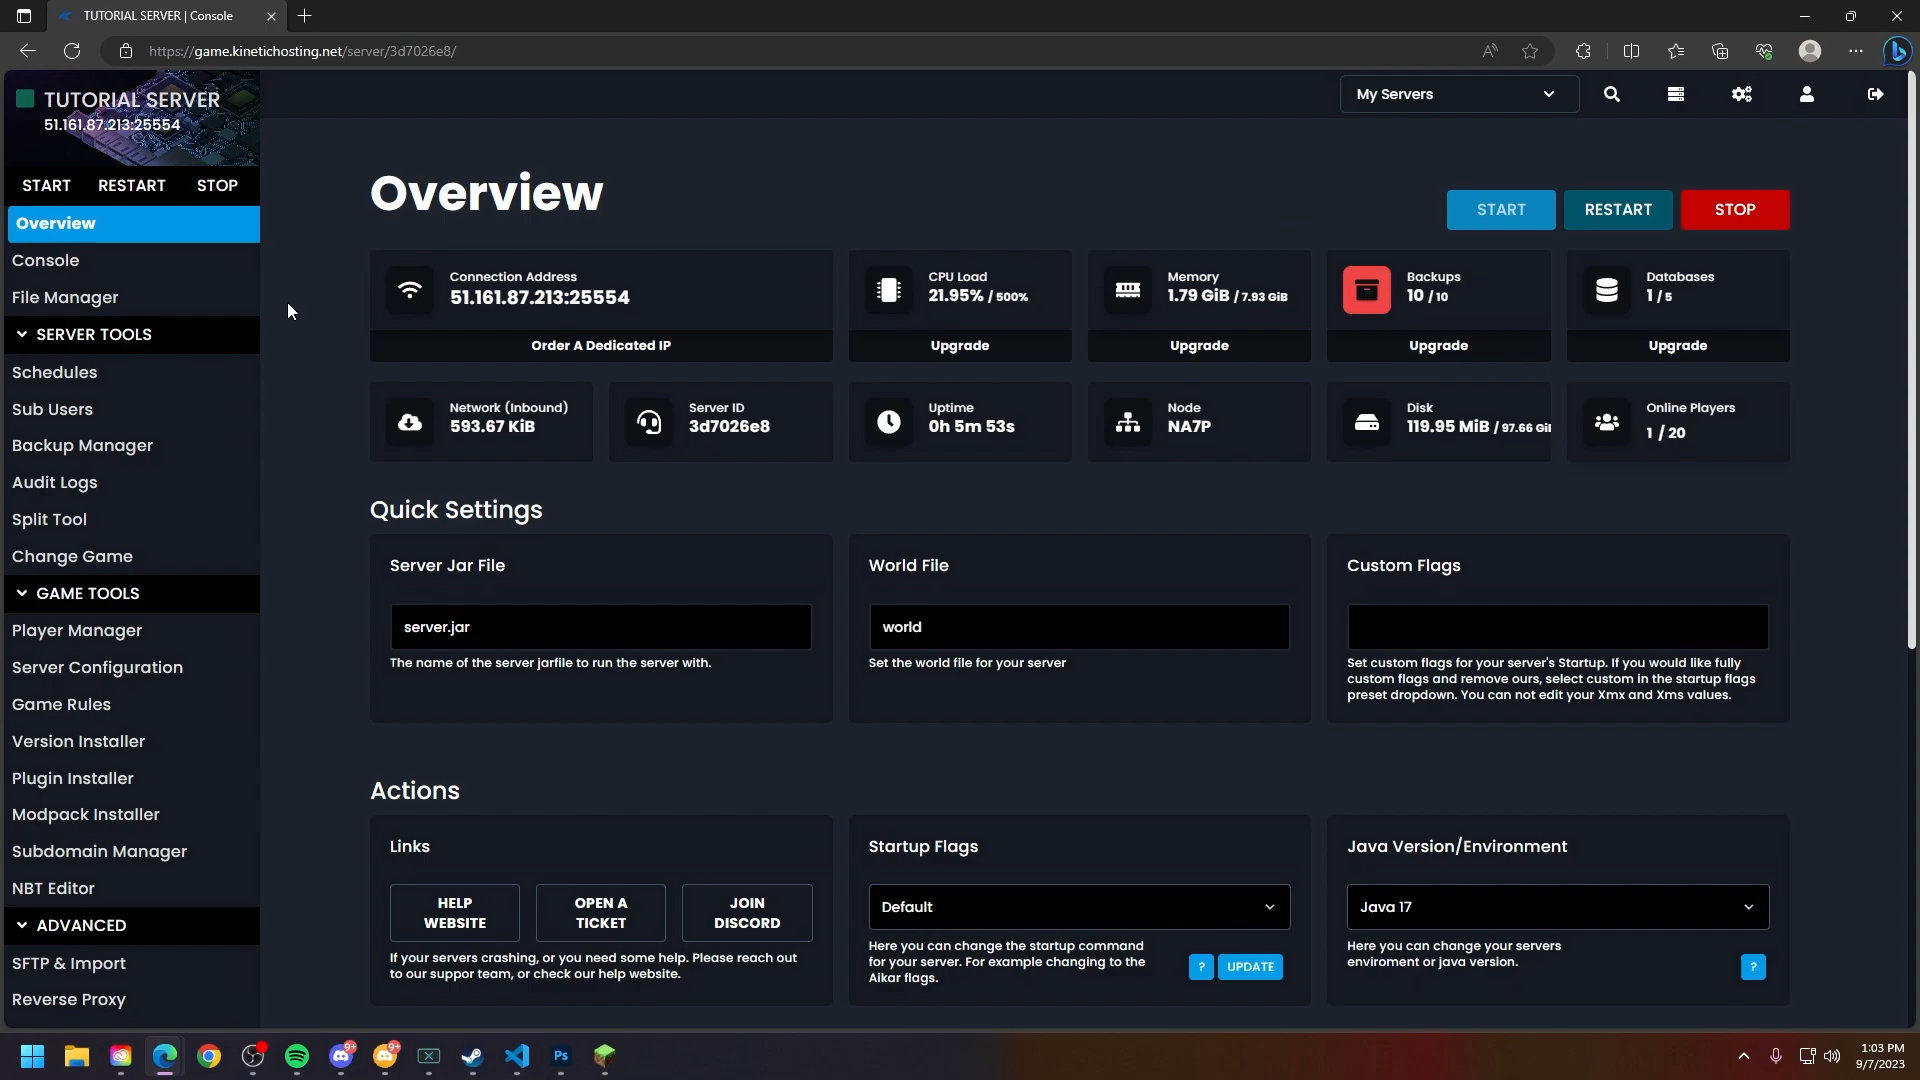 TUTORIAL SERVER | Console
https://game.kinetichosting.net/server/3d7026e8/
TUTORIAL SERVER
51.161.87.213:25554
START RESTART STOP
Overview
Console
File Manager
SERVER TOOLS
Schedules
Sub Users
Backup Manager
Audit Logs
Split Tool
Change Game
GAME TOOLS
Player Manager
Server Configuration
Game Rules
Version Installer
Plugin Installer
Modpack Installer
Subdomain Manager
NBT Editor
ADVANCED
SFTP & Import
Reverse Proxy
My Servers
Overview
START RESTART STOP
Connection Address
51.161.87.213:25554
Order A Dedicated IP
CPU Load
21.95% / 500%
Upgrade
Memory
1.79 GiB / 7.93 GiB
Upgrade
Backups
10 / 10
Upgrade
Databases
1 / 5
Upgrade
Network (Inbound)
593.67 KiB
Server ID
3d7026e8
Uptime
0h 5m 53s
Node
NA7P
Disk
119.95 MiB / 97.66 GiB
Online Players
1 / 20
Quick Settings
Server Jar File
server.jar
The name of the server jarfile to run the server with.
World File
world
Set the world file for your server
Custom Flags
Set custom flags for your server's Startup. If you would like fully
custom flags and remove ours, select custom in the startup flags
preset dropdown. You can not edit your Xmx and Xms values.
Actions
Links
HELP
WEBSITE
OPEN A
TICKET
JOIN
DISCORD
If your servers crashing, or you need some help. Please reach out
to our suppor team, or check our help website.
Startup Flags
Default
Here you can change the startup command
for your server. For example changing to the
Aikar flags.
? UPDATE
Java Version/Environment
Java 17
Here you can change your servers
enviroment or java version.
?
9+
9+
Ps
1:03 PM
9/7/2023